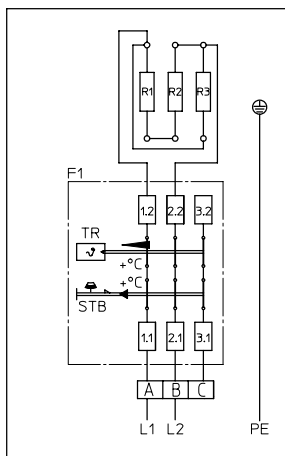 R1 R2 R3
F1
1.2 2.2 3.2
TR
+°C
+°C
STB
1.1 2.1 3.1
A B C
L1 L2 PE